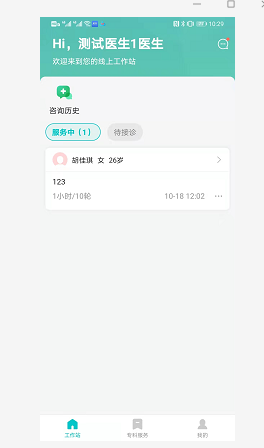 10:29
Hi，测试医生1医生
欢迎来到您的线上工作站
咨询历史
服务中（1）
待接诊
胡佳琪 女 26岁
123
1小时/10轮 10-18 12:02 ···
工作站 专科服务 我的